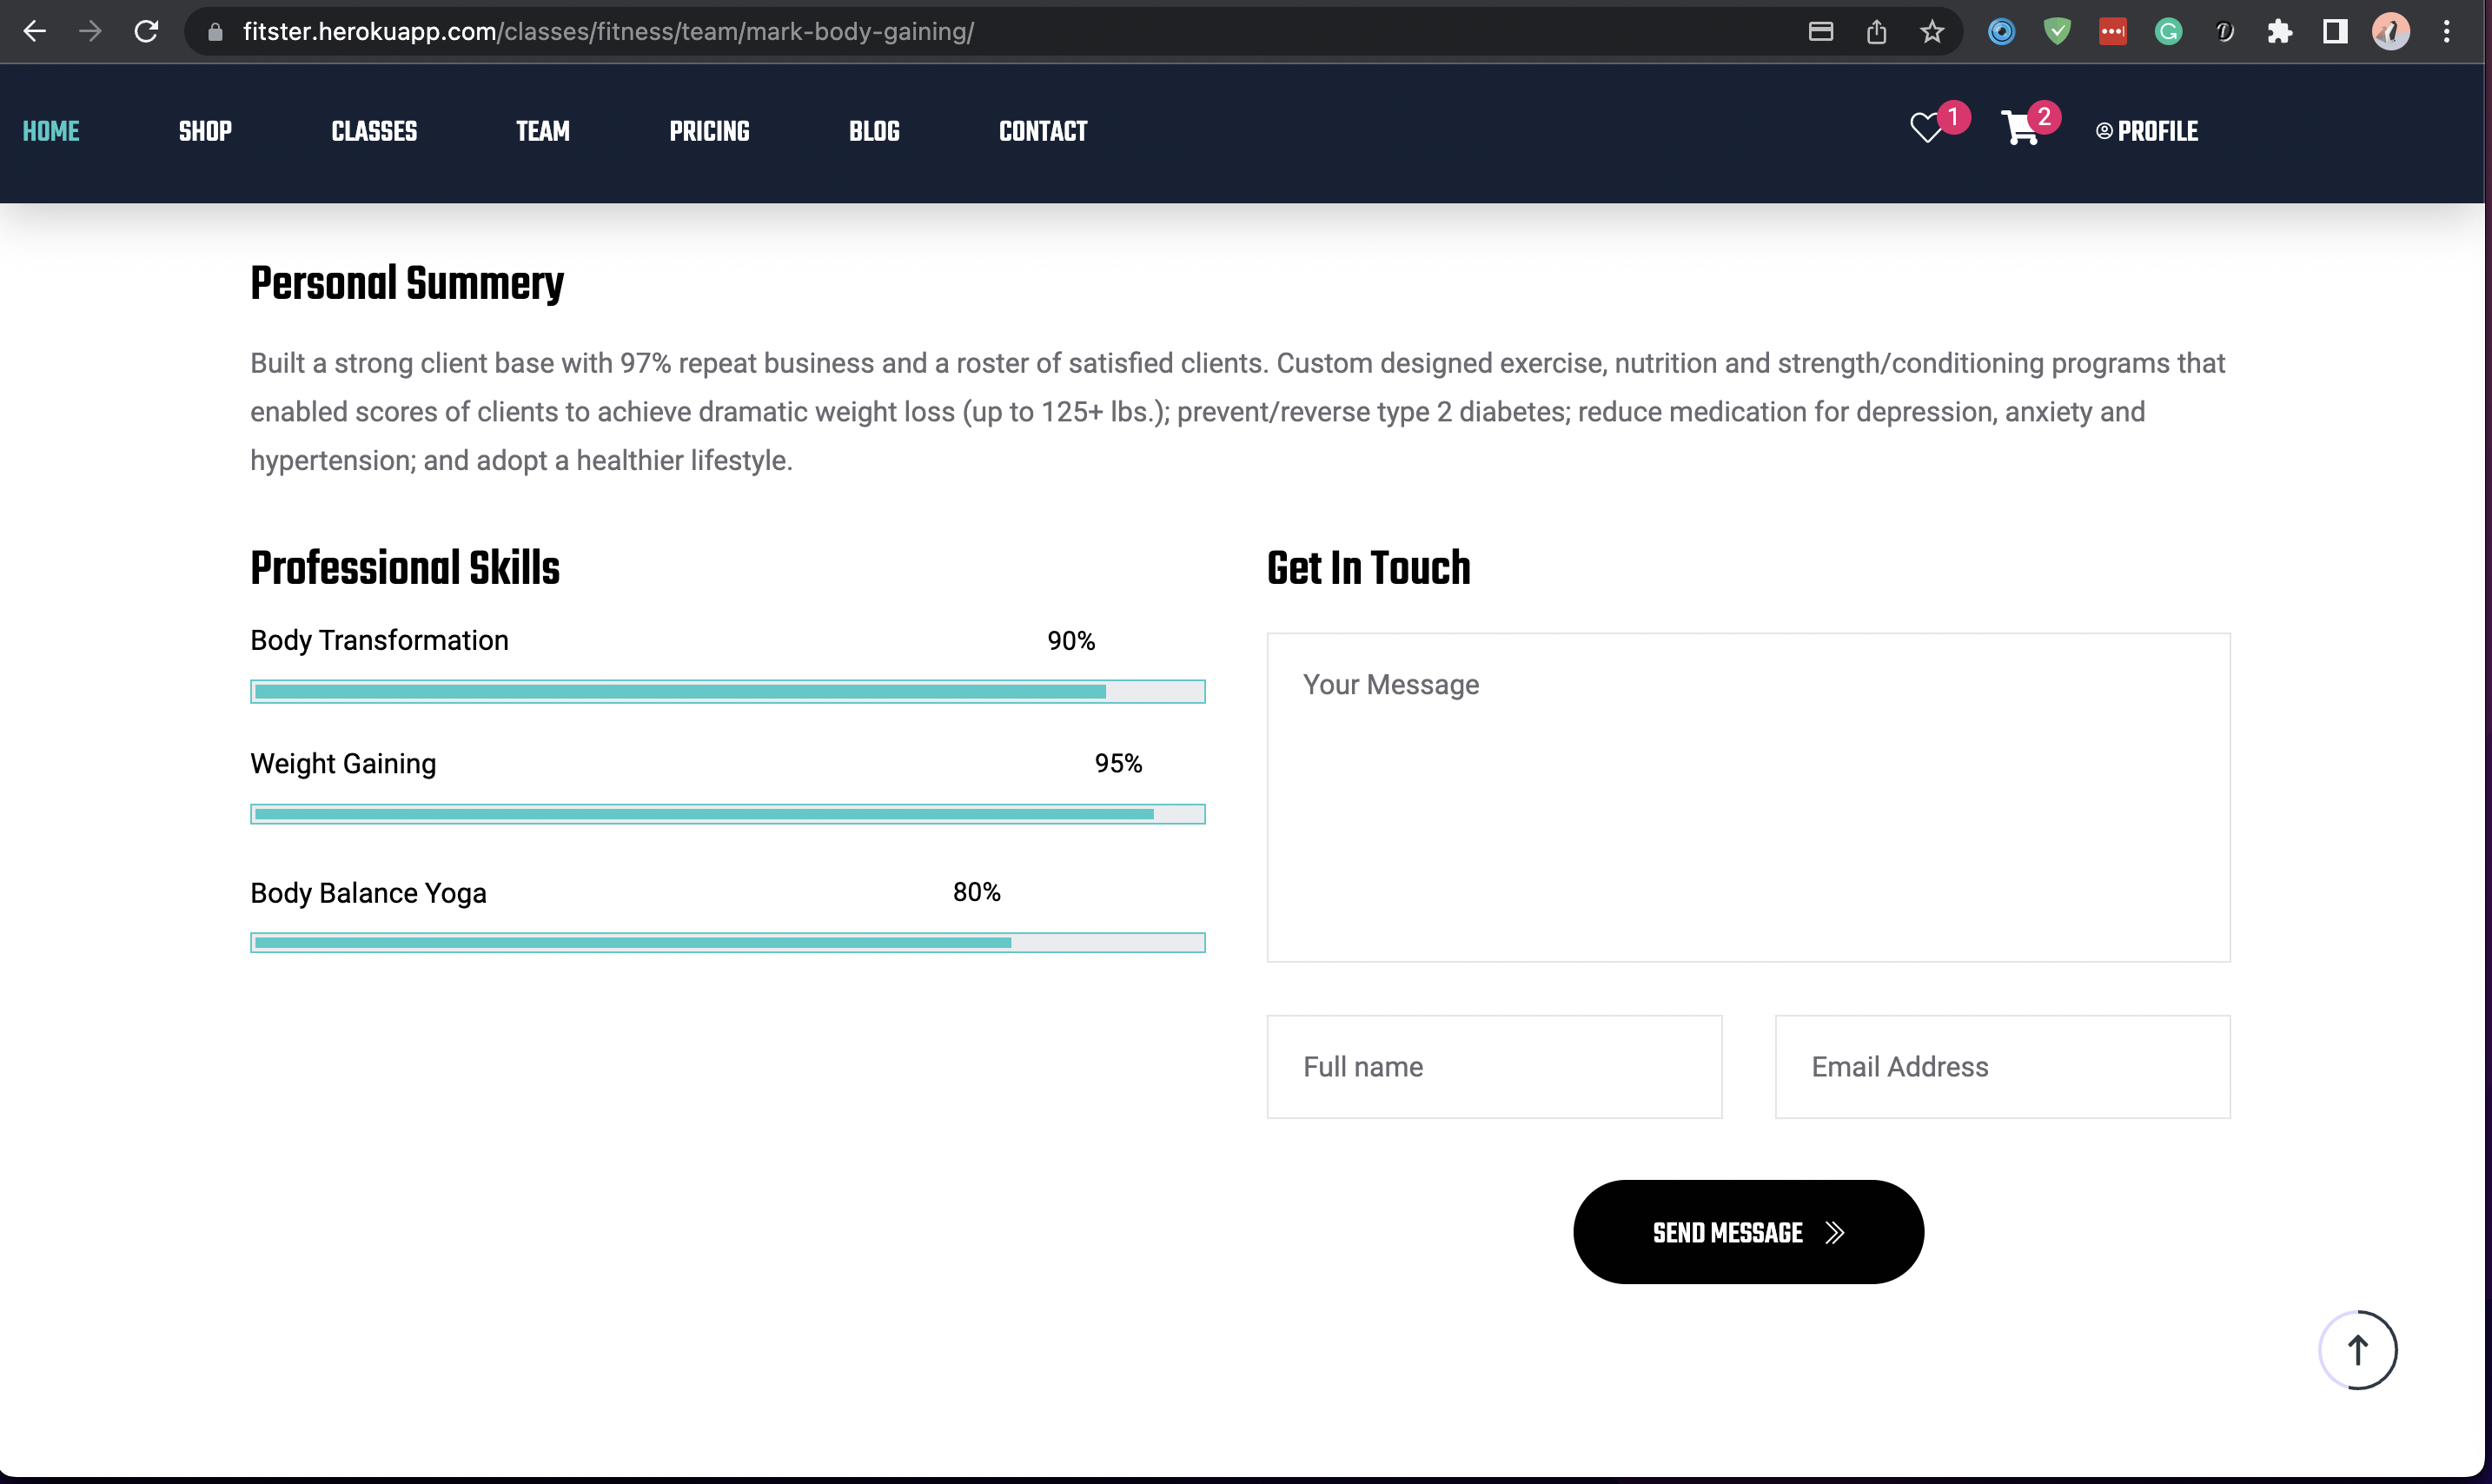 fitster.herokuapp.com/classes/fitness/team/mark-body-gaining/
HOME SHOP CLASSES TEAM PRICING BLOG CONTACT 1 2 PROFILE
Personal Summery
Built a strong client base with 97% repeat business and a roster of satisfied clients. Custom designed exercise, nutrition and strength/conditioning programs that
enabled scores of clients to achieve dramatic weight loss (up to 125+ lbs.); prevent/reverse type 2 diabetes; reduce medication for depression, anxiety and
hypertension; and adopt a healthier lifestyle.
Professional Skills
Body Transformation 90%
Weight Gaining 95%
Body Balance Yoga 80%
Get In Touch
Your Message
Full name Email Address
SEND MESSAGE